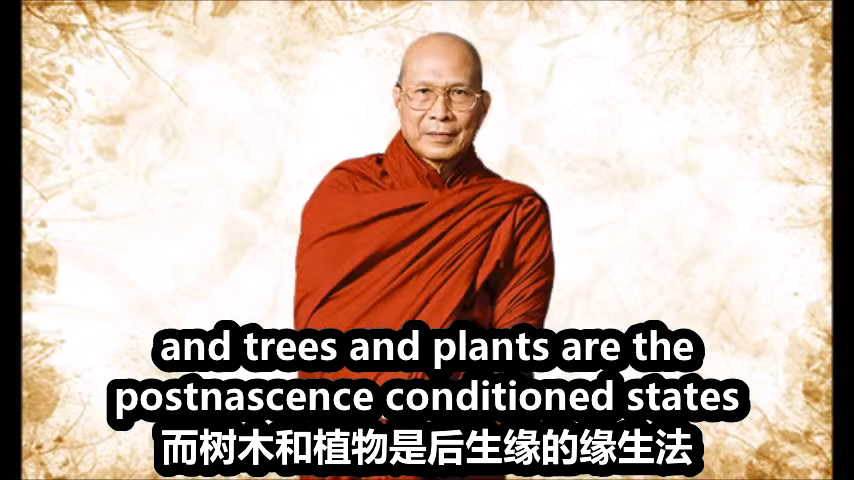 and trees and plants are the
postnascence conditioned states
而树木和植物是后生缘的缘生法